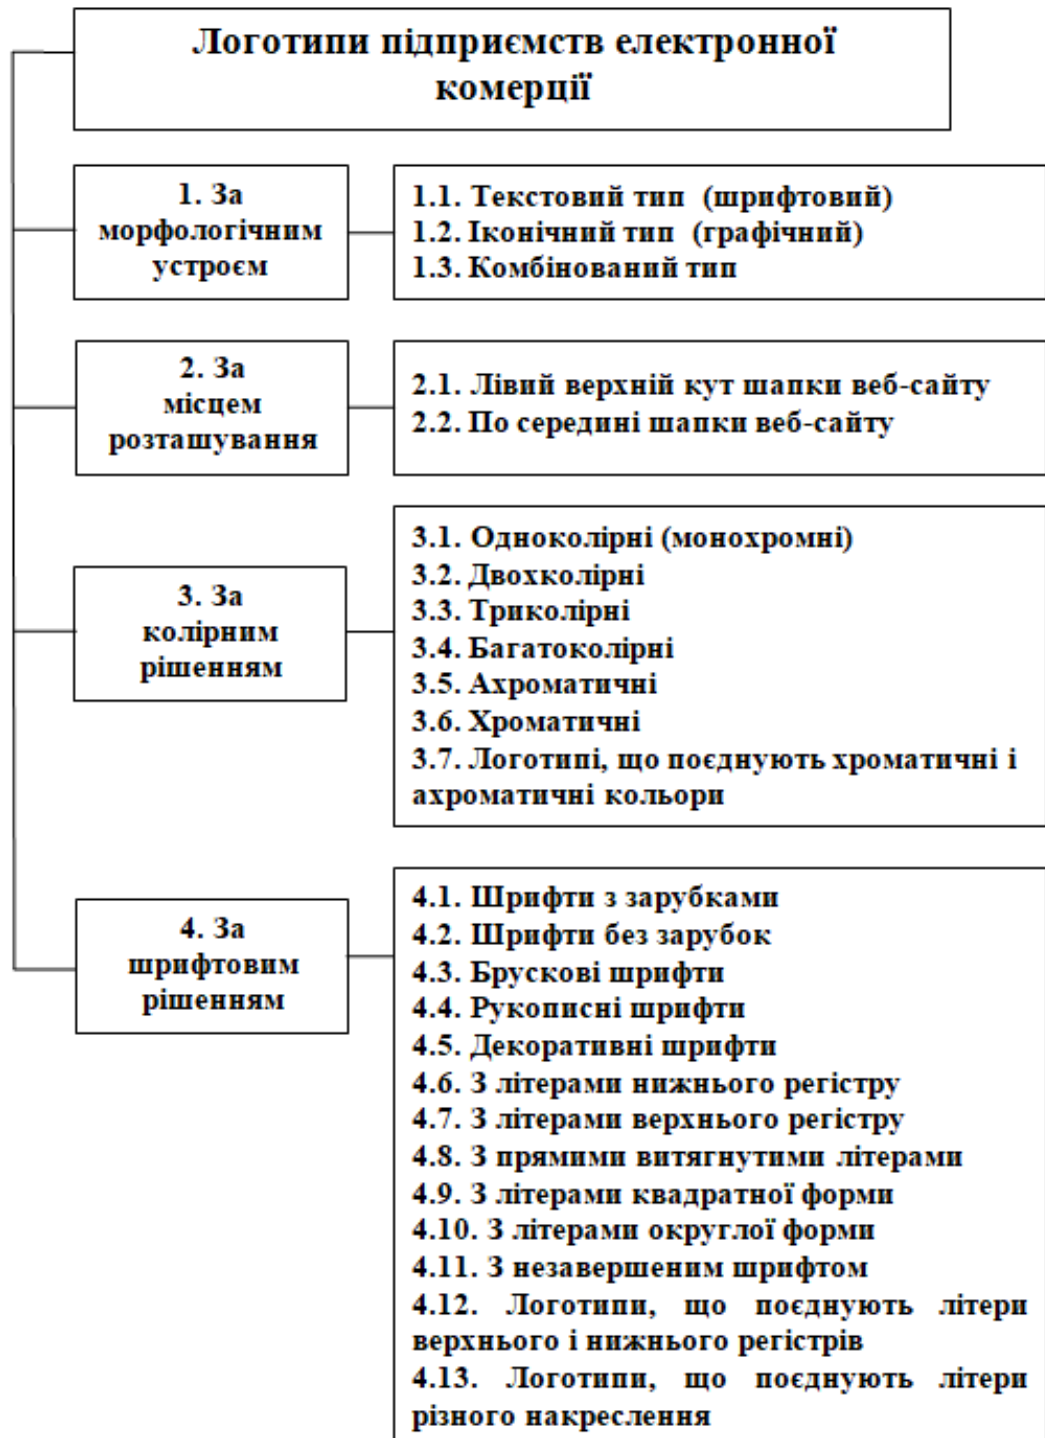 Логотипи підприємств електронної
комерції
1. За
морфологічним
устроєм
1.1. Текстовий тип (шрифтовий)
1.2. Іконічний тип (графічний)
1.3. Комбінований тип
2. За
місцем
розташування
2.1. Лівий верхній кут шапки веб-сайту
2.2. По середині шапки веб-сайту
3. За
колірним
рішенням
3.1. Одноколірні (монохромні)
3.2. Двохколірні
3.3. Триколірні
3.4. Багатоколірні
3.5. Ахроматичні
3.6. Хроматичні
3.7. Логотипі, що поєднують хроматичні і
ахроматичні кольори
4. За
шрифтовим
рішенням
4.1. Шрифти з зарубками
4.2. Шрифти без зарубок
4.3. Брускові шрифти
4.4. Рукописні шрифти
4.5. Декоративні шрифти
4.6. З літерами нижнього регістру
4.7. З літерами верхнього регістру
4.8. З прямими витягнутими літерами
4.9. З літерами квадратної форми
4.10. З літерами округлої форми
4.11. З незавершеним шрифтом
4.12. Логотипи, що поєднують літери
верхнього і нижнього регістрів
4.13. Логотипи, що поєднують літери
різного накреслення